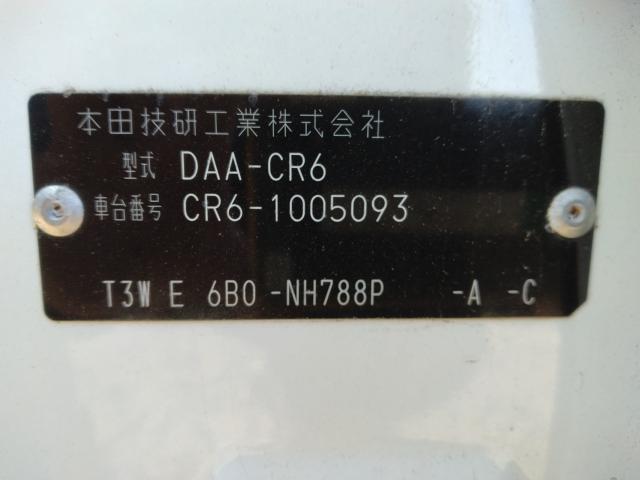 本田技研工業株式会社
型式 DAA-CR6
車台番号 CR6-1005093
T3W E 6B0 -NH788P -A -C